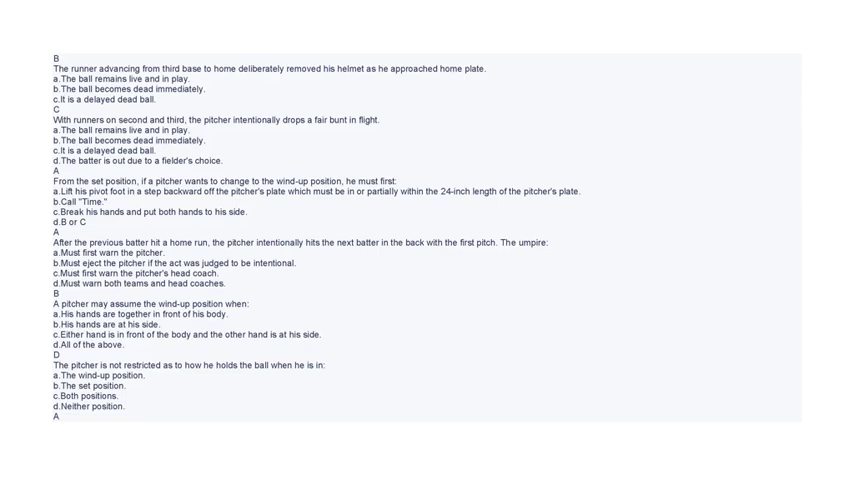 B
The runner advancing from third base to home deliberately removed his helmet as he approached home plate.
a.The ball remains live and in play.
b.The ball becomes dead immediately.
c.It is a delayed dead ball.
C
With runners on second and third, the pitcher intentionally drops a fair bunt in flight.
a.The ball remains live and in play.
b.The ball becomes dead immediately.
c.It is a delayed dead ball.
d.The batter is out due to a fielder's choice.
A
From the set position, if a pitcher wants to change to the wind-up position, he must first:
a.Lift his pivot foot in a step backward off the pitcher's plate which must be in or partially within the 24-inch length of the pitcher's plate.
b.Call "Time."
c.Break his hands and put both hands to his side.
d.B or C
A
After the previous batter hit a home run, the pitcher intentionally hits the next batter in the back with the first pitch. The umpire:
a.Must first warn the pitcher.
b.Must eject the pitcher if the act was judged to be intentional.
c.Must first warn the pitcher's head coach.
d.Must warn both teams and head coaches.
B
A pitcher may assume the wind-up position when:
a.His hands are together in front of his body.
b.His hands are at his side.
c.Either hand is in front of the body and the other hand is at his side.
d.All of the above.
D
The pitcher is not restricted as to how he holds the ball when he is in:
a.The wind-up position.
b.The set position.
c.Both positions.
d.Neither position.
A